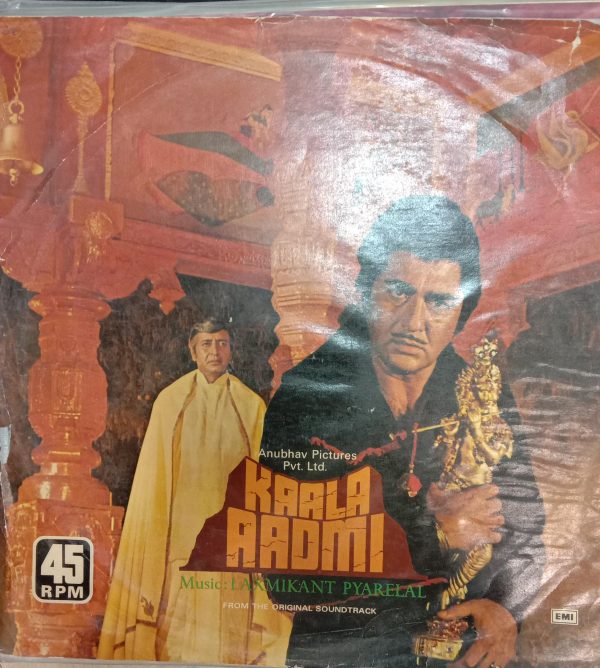 Anubhav Pictures
Pvt. Ltd.
KAALA
AADMI
Music: LAXMIKANT PYARELAL
FROM THE ORIGINAL SOUNDTRACK
45
RPM
EMI